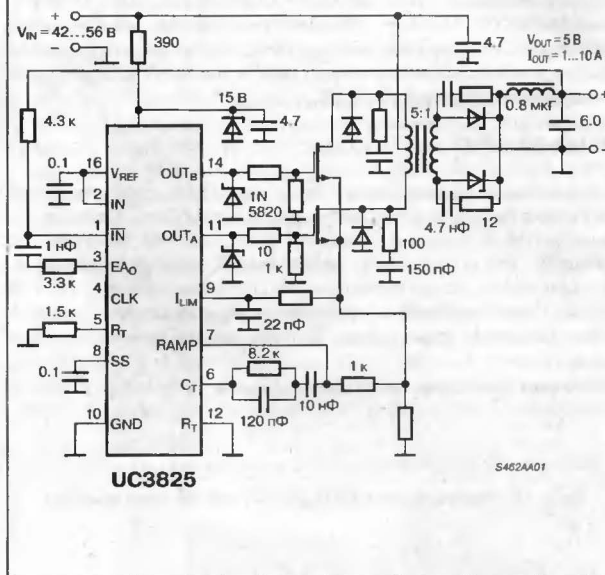 +
V_IN = 42...56 В
–
390
4.7
V_OUT = 5 В
I_OUT = 1...10 А
4.3 к
15 В
4.7
5:1
0.8 мкГ
+
6.0
–
0.1
16
V_REF
OUT_B
14
2
IN
1N
5820
1
IN
OUT_A
11
1 нФ
10
1 к
4.7 нФ
12
3
EA_O
100
3.3 к
150 пФ
4
CLK
I_LIM
9
1.5 к
22 пФ
5
R_T
RAMP
7
8
SS
8.2 к
0.1
C_T
6
1 к
120 пФ
10 нФ
10
GND
R_T
12
UC3825
S462AA01